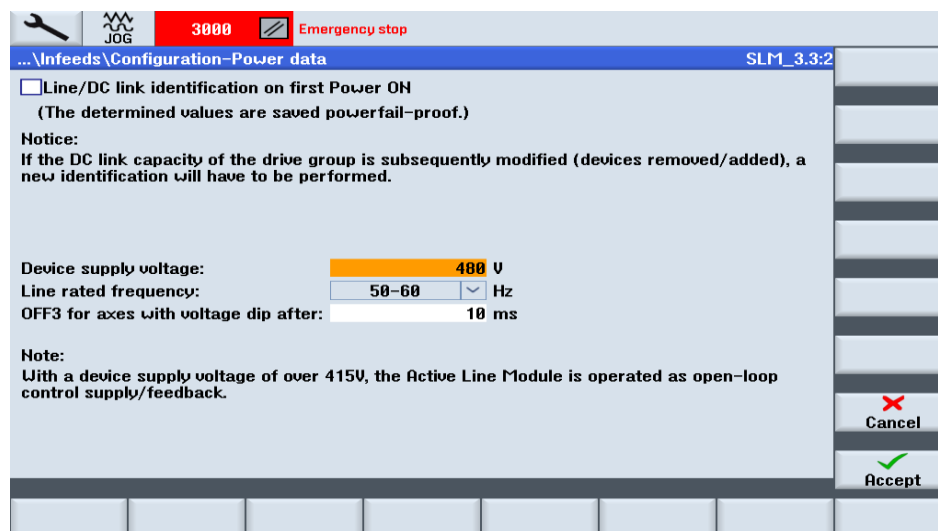 JOG
3000
Emergency stop
...\Infeeds\Configuration-Power data
SLM_3.3:2
Line/DC link identification on first Power ON
(The determined values are saved powerfail-proof.)
Notice:
If the DC link capacity of the drive group is subsequently modified (devices removed/added), a
new identification will have to be performed.
Device supply voltage: 480 V
Line rated frequency: 50-60 Hz
OFF3 for axes with voltage dip after: 10 ms
Note:
With a device supply voltage of over 415V, the Active Line Module is operated as open-loop
control supply/feedback.
Cancel
Accept